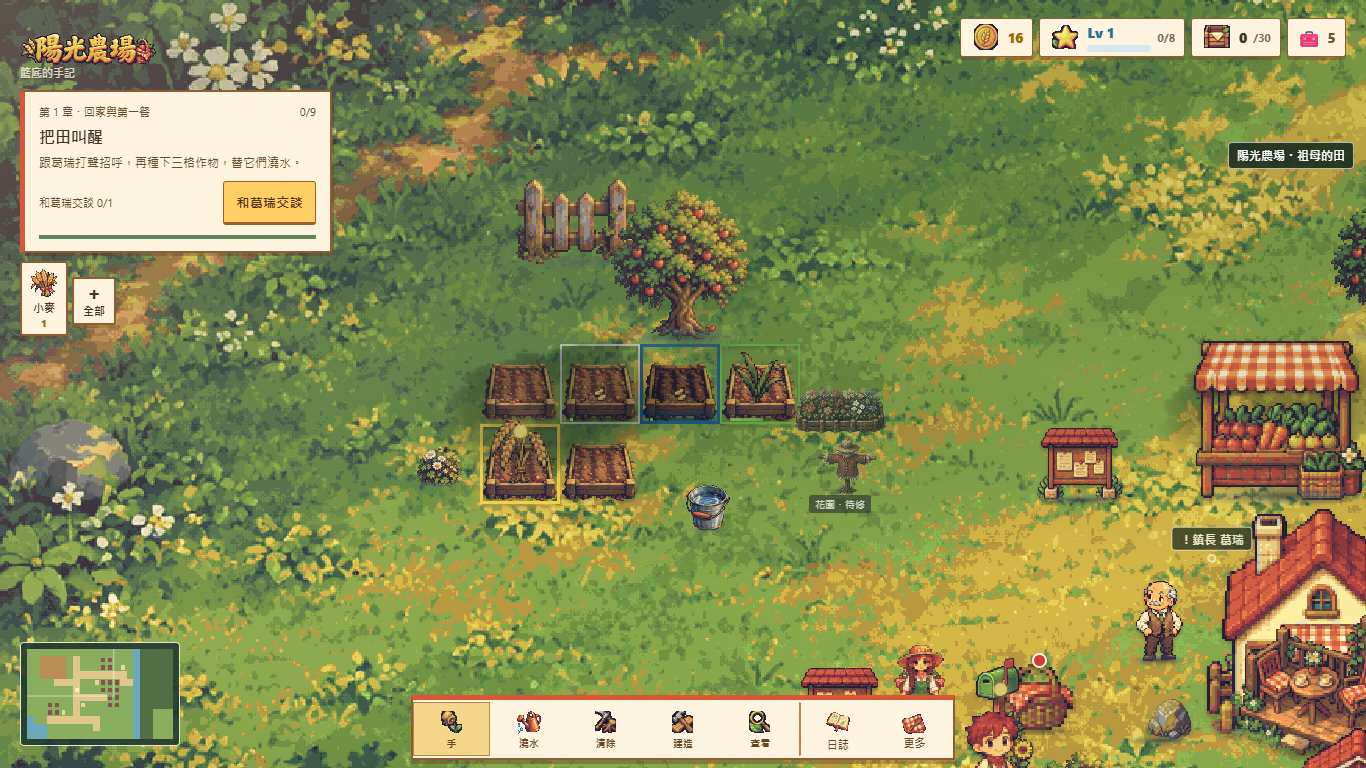 陽光農場
籃底的手記
16
Lv 1
0/8
0 /30
5
第 1 章 · 回家與第一餐
0/9
把田叫醒
跟葛瑞打聲招呼，再種下三格作物，替它們澆水。
和葛瑞交談 0/1
和葛瑞交談
陽光農場 · 祖母的田
小麥
1
+
全部
花圃 · 待修
！鎮長 葛瑞
手
澆水
清除
建造
查看
日誌
更多